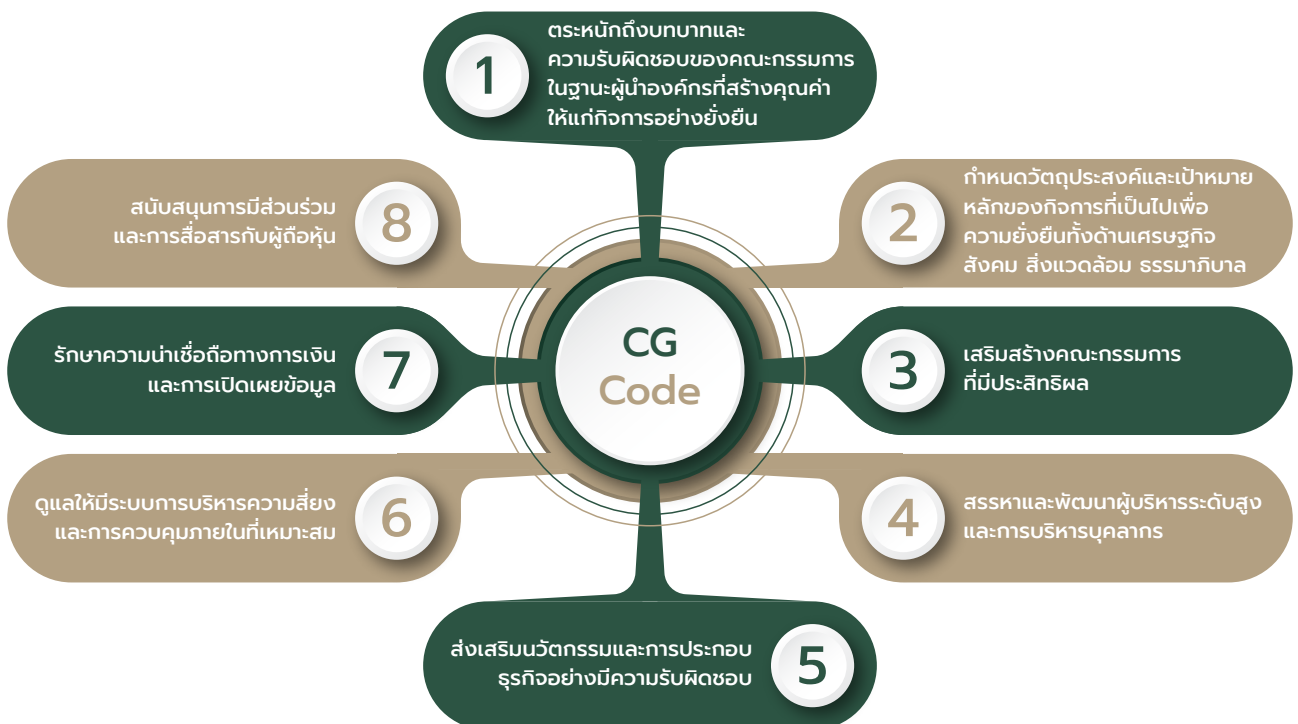 1
ตระหนักถึงบทบาทและ
ความรับผิดชอบของคณะกรรมการ
ในฐานะผู้นำองค์กรที่สร้างคุณค่า
ให้แก่กิจการอย่างยั่งยืน
2
กำหนดวัตถุประสงค์และเป้าหมาย
หลักของกิจการที่เป็นไปเพื่อ
ความยั่งยืนทั้งด้านเศรษฐกิจ
สังคม สิ่งแวดล้อม ธรรมาภิบาล
3
เสริมสร้างคณะกรรมการ
ที่มีประสิทธิผล
4
สรรหาและพัฒนาผู้บริหารระดับสูง
และการบริหารบุคลากร
5
ส่งเสริมนวัตกรรมและการประกอบ
ธุรกิจอย่างมีความรับผิดชอบ
6
ดูแลให้มีระบบการบริหารความเสี่ยง
และการควบคุมภายในที่เหมาะสม
7
รักษาความน่าเชื่อถือทางการเงิน
และการเปิดเผยข้อมูล
8
สนับสนุนการมีส่วนร่วม
และการสื่อสารกับผู้ถือหุ้น
CG
Code